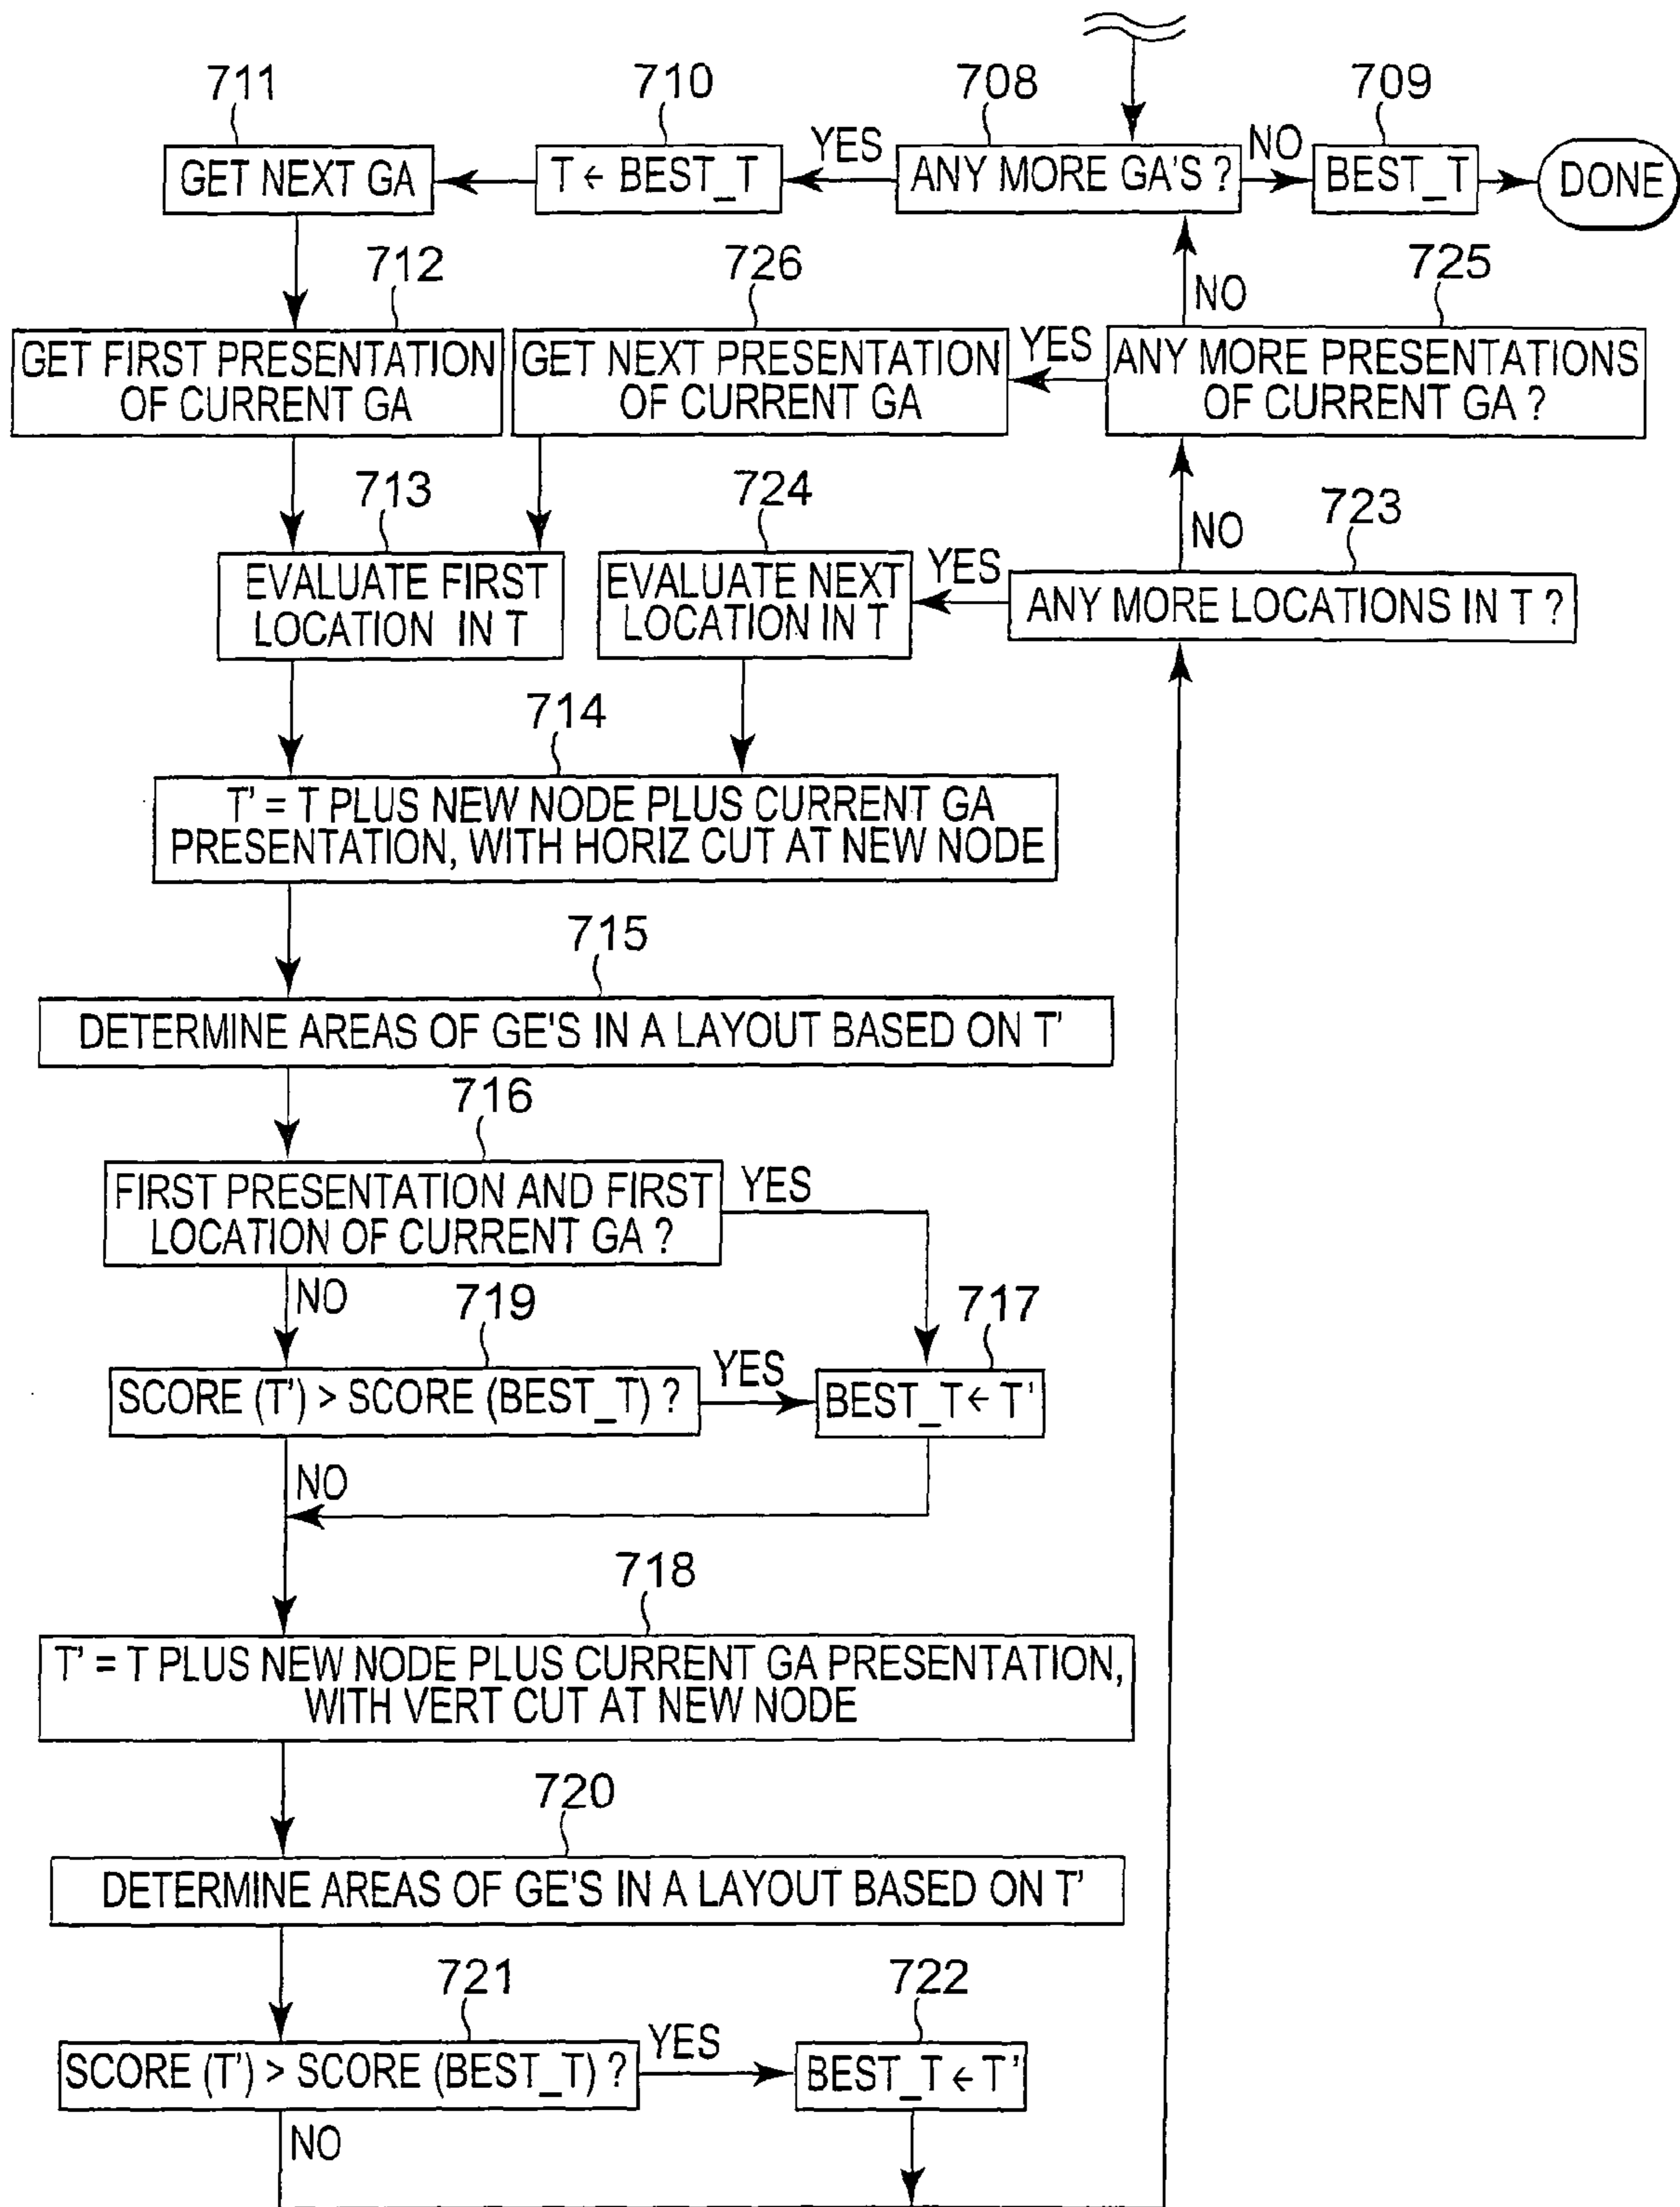 711
710
708
709
GET NEXT GA
T ← BEST_T
YES
ANY MORE GA'S ?
NO
BEST_T
DONE
712
726
NO
725
GET FIRST PRESENTATION
OF CURRENT GA
GET NEXT PRESENTATION
OF CURRENT GA
YES
ANY MORE PRESENTATIONS
OF CURRENT GA ?
713
724
NO
723
EVALUATE FIRST
LOCATION IN T
EVALUATE NEXT
LOCATION IN T
YES
ANY MORE LOCATIONS IN T ?
714
T' = T PLUS NEW NODE PLUS CURRENT GA
PRESENTATION, WITH HORIZ CUT AT NEW NODE
715
DETERMINE AREAS OF GE'S IN A LAYOUT BASED ON T'
716
FIRST PRESENTATION AND FIRST
LOCATION OF CURRENT GA ?
YES
NO
719
717
SCORE (T') > SCORE (BEST_T) ?
YES
BEST_T ← T'
NO
718
T' = T PLUS NEW NODE PLUS CURRENT GA PRESENTATION,
WITH VERT CUT AT NEW NODE
720
DETERMINE AREAS OF GE'S IN A LAYOUT BASED ON T'
721
722
SCORE (T') > SCORE (BEST_T) ?
YES
BEST_T ← T'
NO